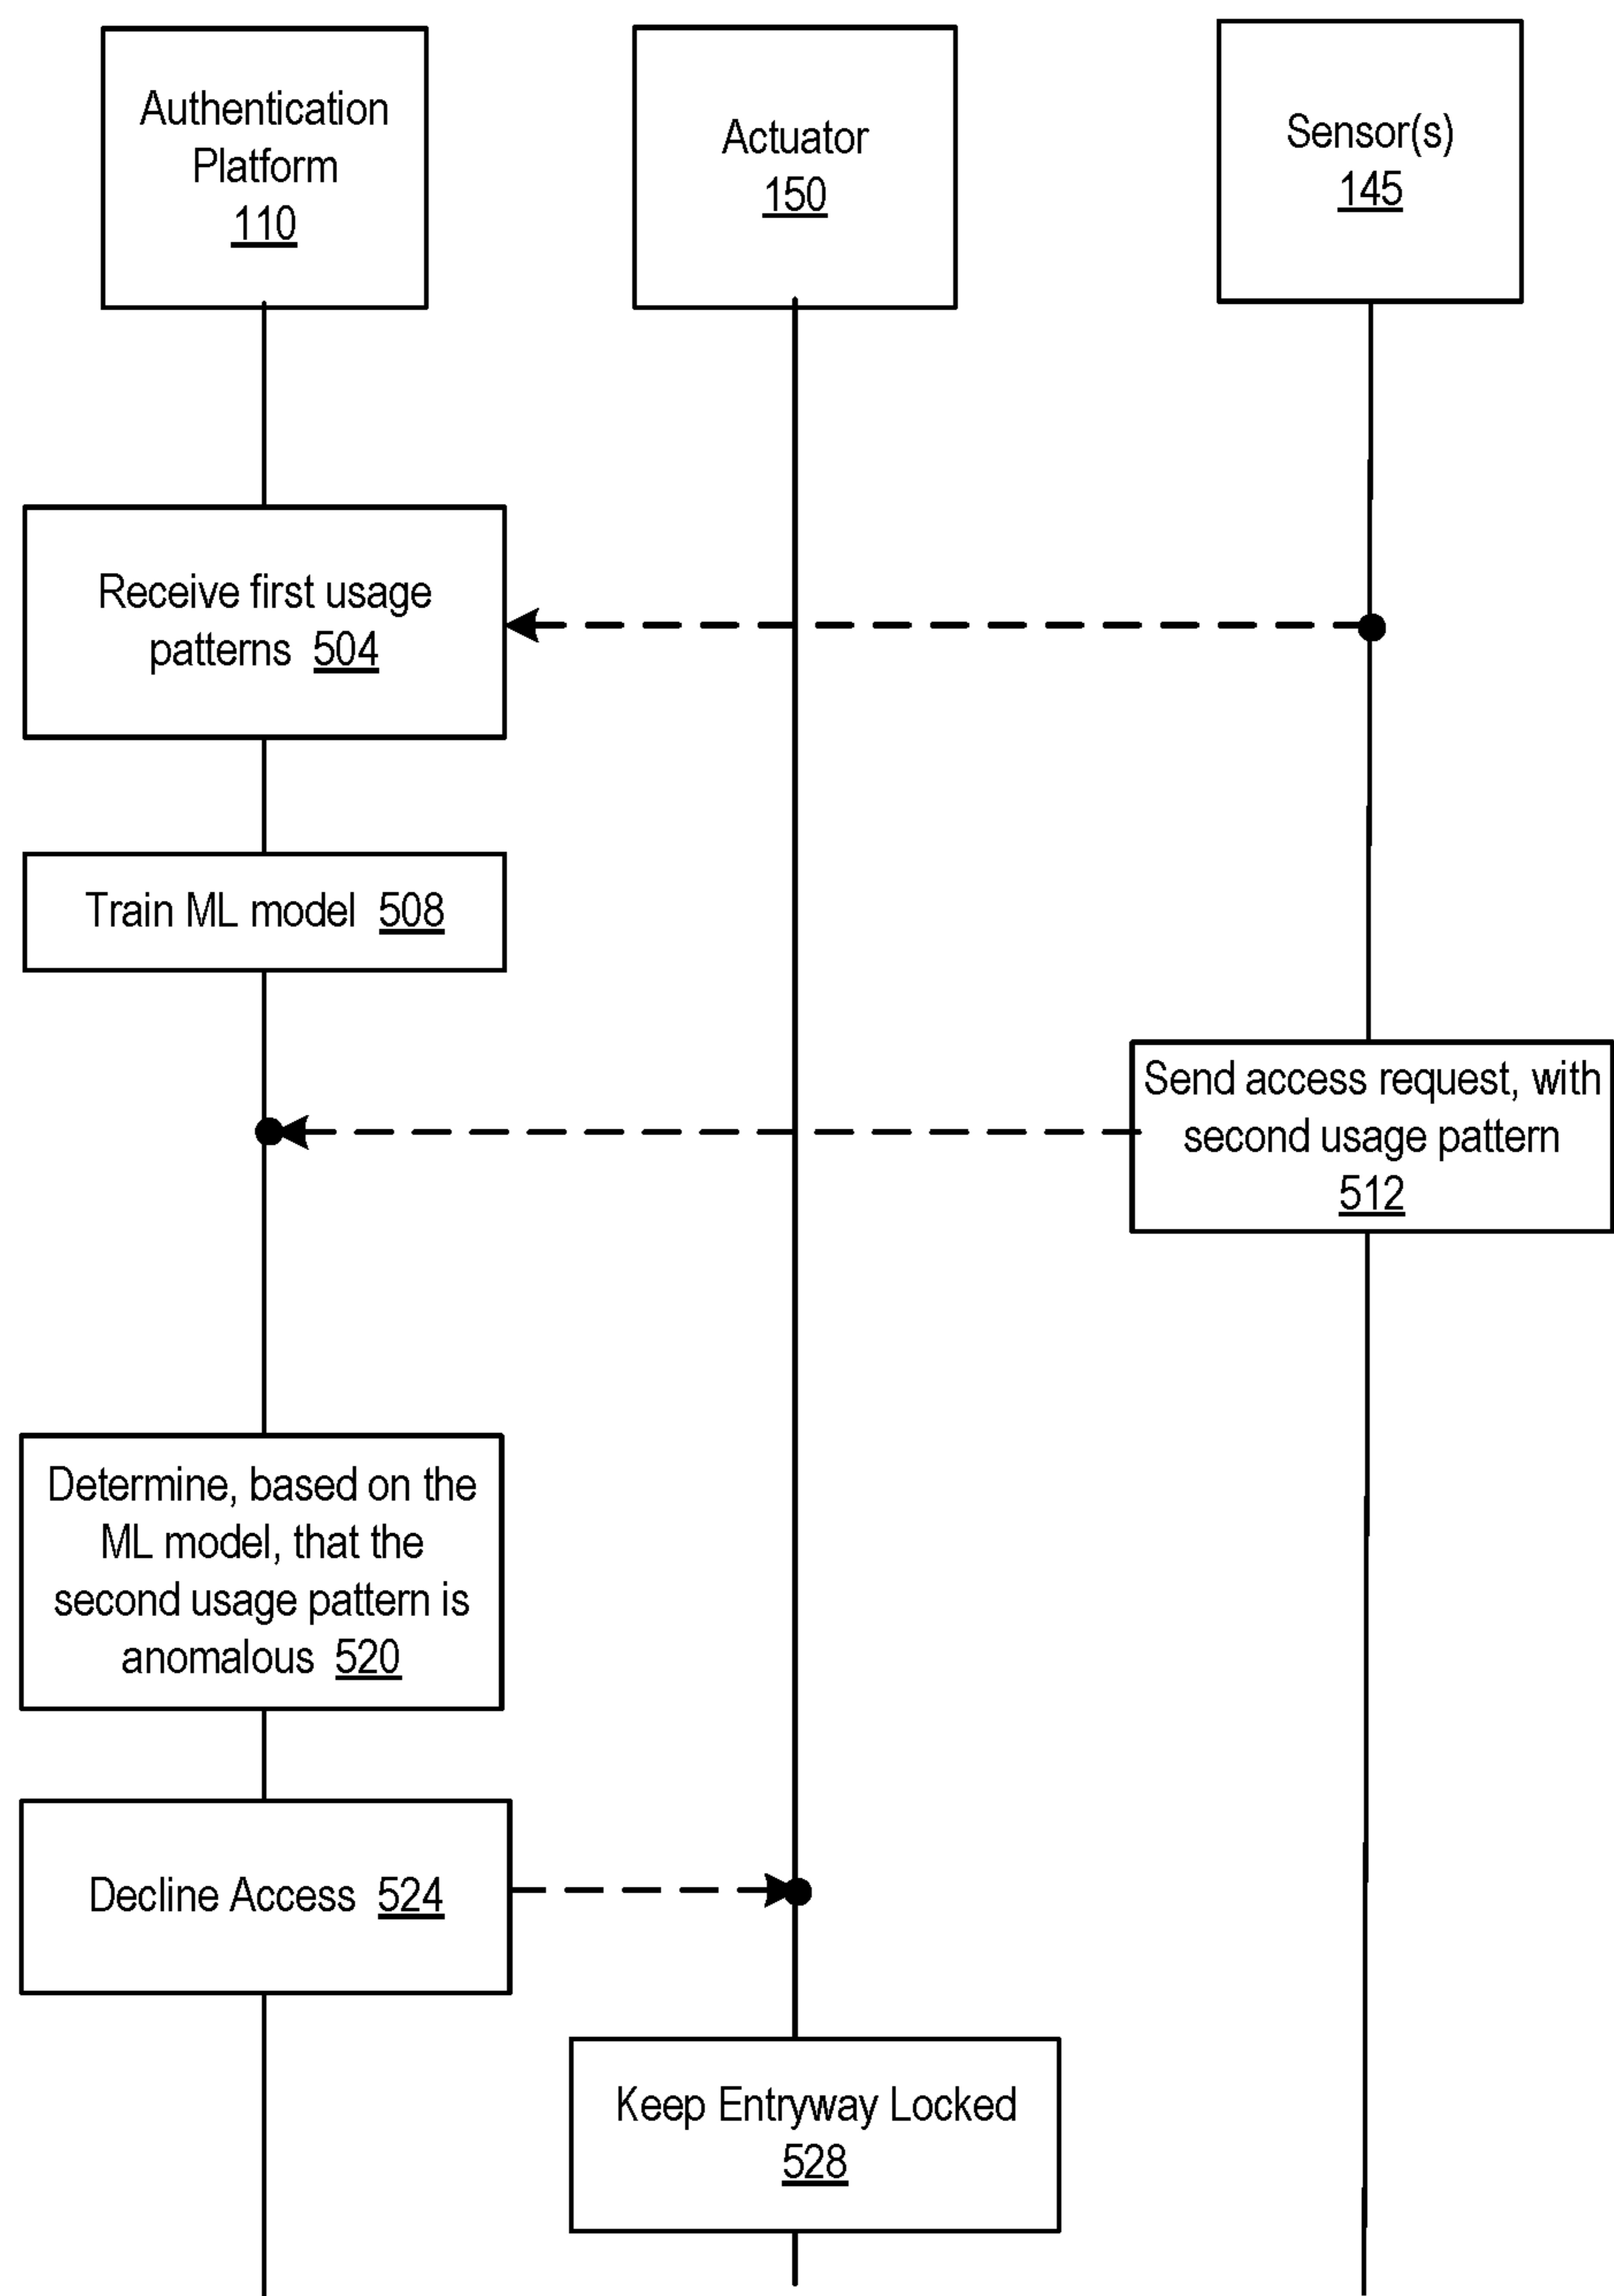 Authentication
Platform
110
Actuator
150
Sensor(s)
145
Receive first usage
patterns 504
Train ML model 508
Send access request, with
second usage pattern
512
Determine, based on the
ML model, that the
second usage pattern is
anomalous 520
Decline Access 524
Keep Entryway Locked
528